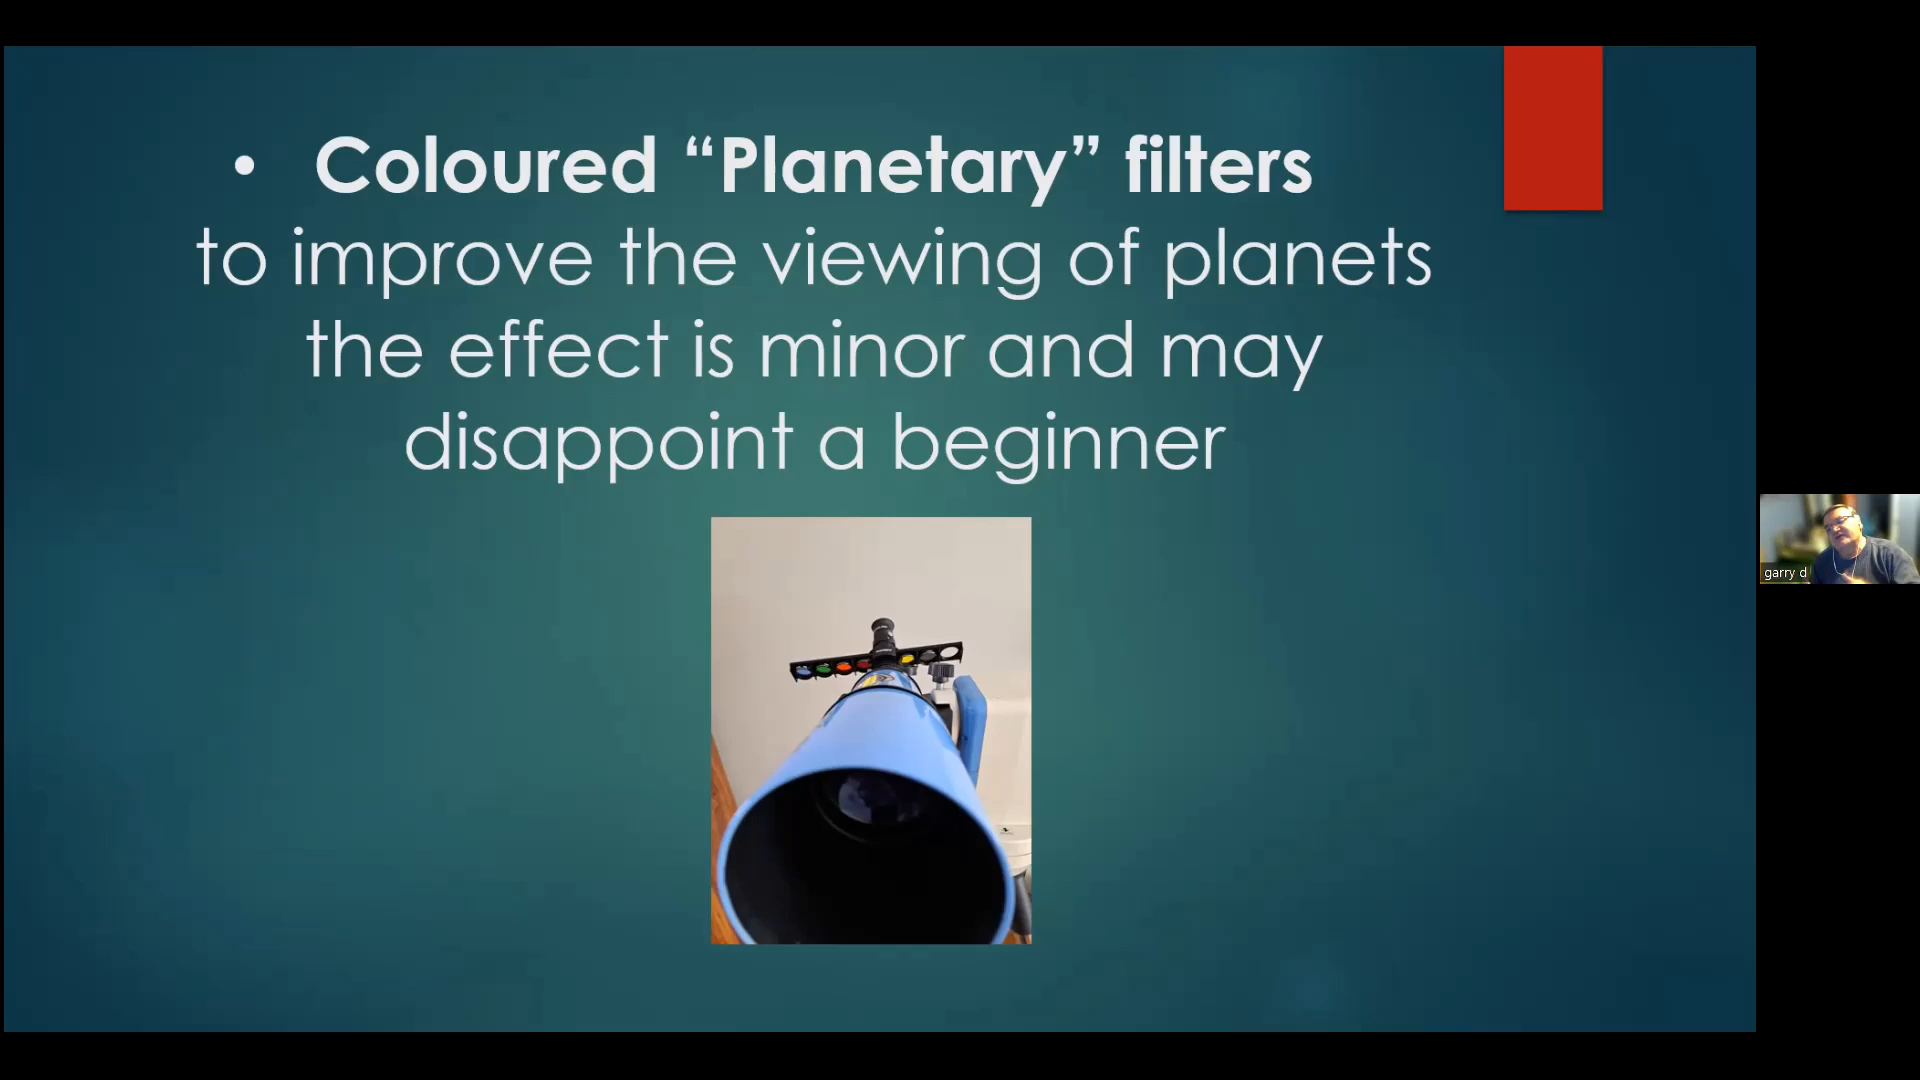 • Coloured “Planetary” filters
to improve the viewing of planets
the effect is minor and may
disappoint a beginner
garry d